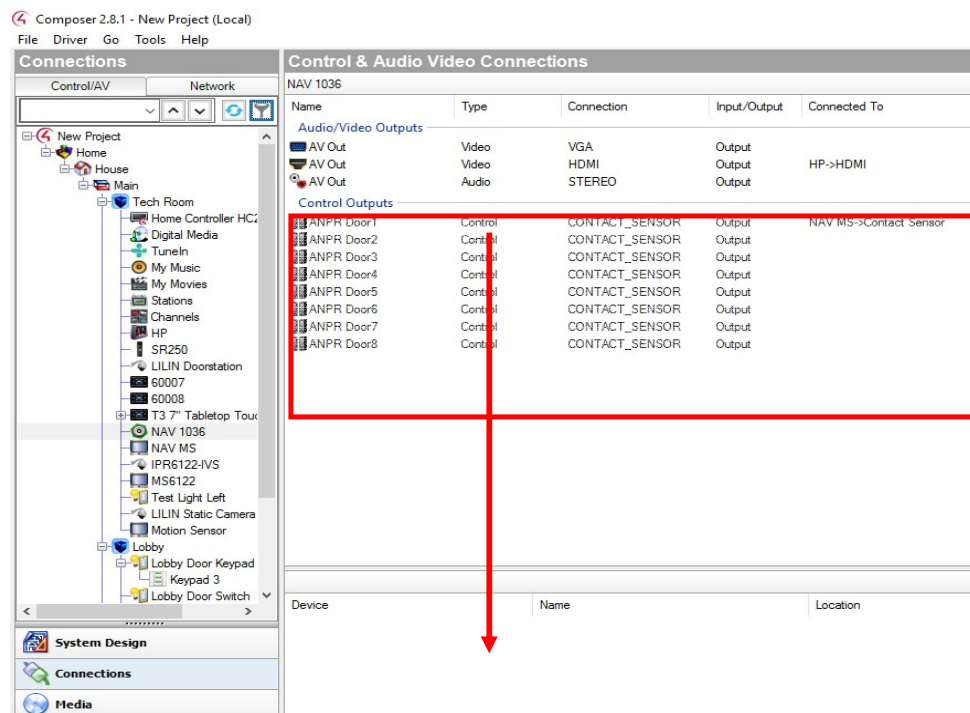 Composer 2.8.1 - New Project (Local)
File Driver Go Tools Help
Connections
Control/AV Network
New Project
Home
House
Main
Tech Room
Home Controller HC2
Digital Media
TuneIn
My Music
My Movies
Stations
Channels
HP
SR250
LILIN Doorstation
60007
60008
T3 7" Tabletop Touc
NAV 1036
NAV MS
IPR6122-IVS
MS6122
Test Light Left
LILIN Static Camera
Motion Sensor
Lobby
Lobby Door Keypad
Keypad 3
Lobby Door Switch
System Design
Connections
Media
Control & Audio Video Connections
NAV 1036
Name Type Connection Input/Output Connected To
Audio/Video Outputs
AV Out Video VGA Output
AV Out Video HDMI Output HP->HDMI
AV Out Audio STEREO Output
Control Outputs
ANPR Door1 Control CONTACT_SENSOR Output NAV MS->Contact Sensor
ANPR Door2 Control CONTACT_SENSOR Output
ANPR Door3 Control CONTACT_SENSOR Output
ANPR Door4 Control CONTACT_SENSOR Output
ANPR Door5 Control CONTACT_SENSOR Output
ANPR Door6 Control CONTACT_SENSOR Output
ANPR Door7 Control CONTACT_SENSOR Output
ANPR Door8 Control CONTACT_SENSOR Output
Device Name Location